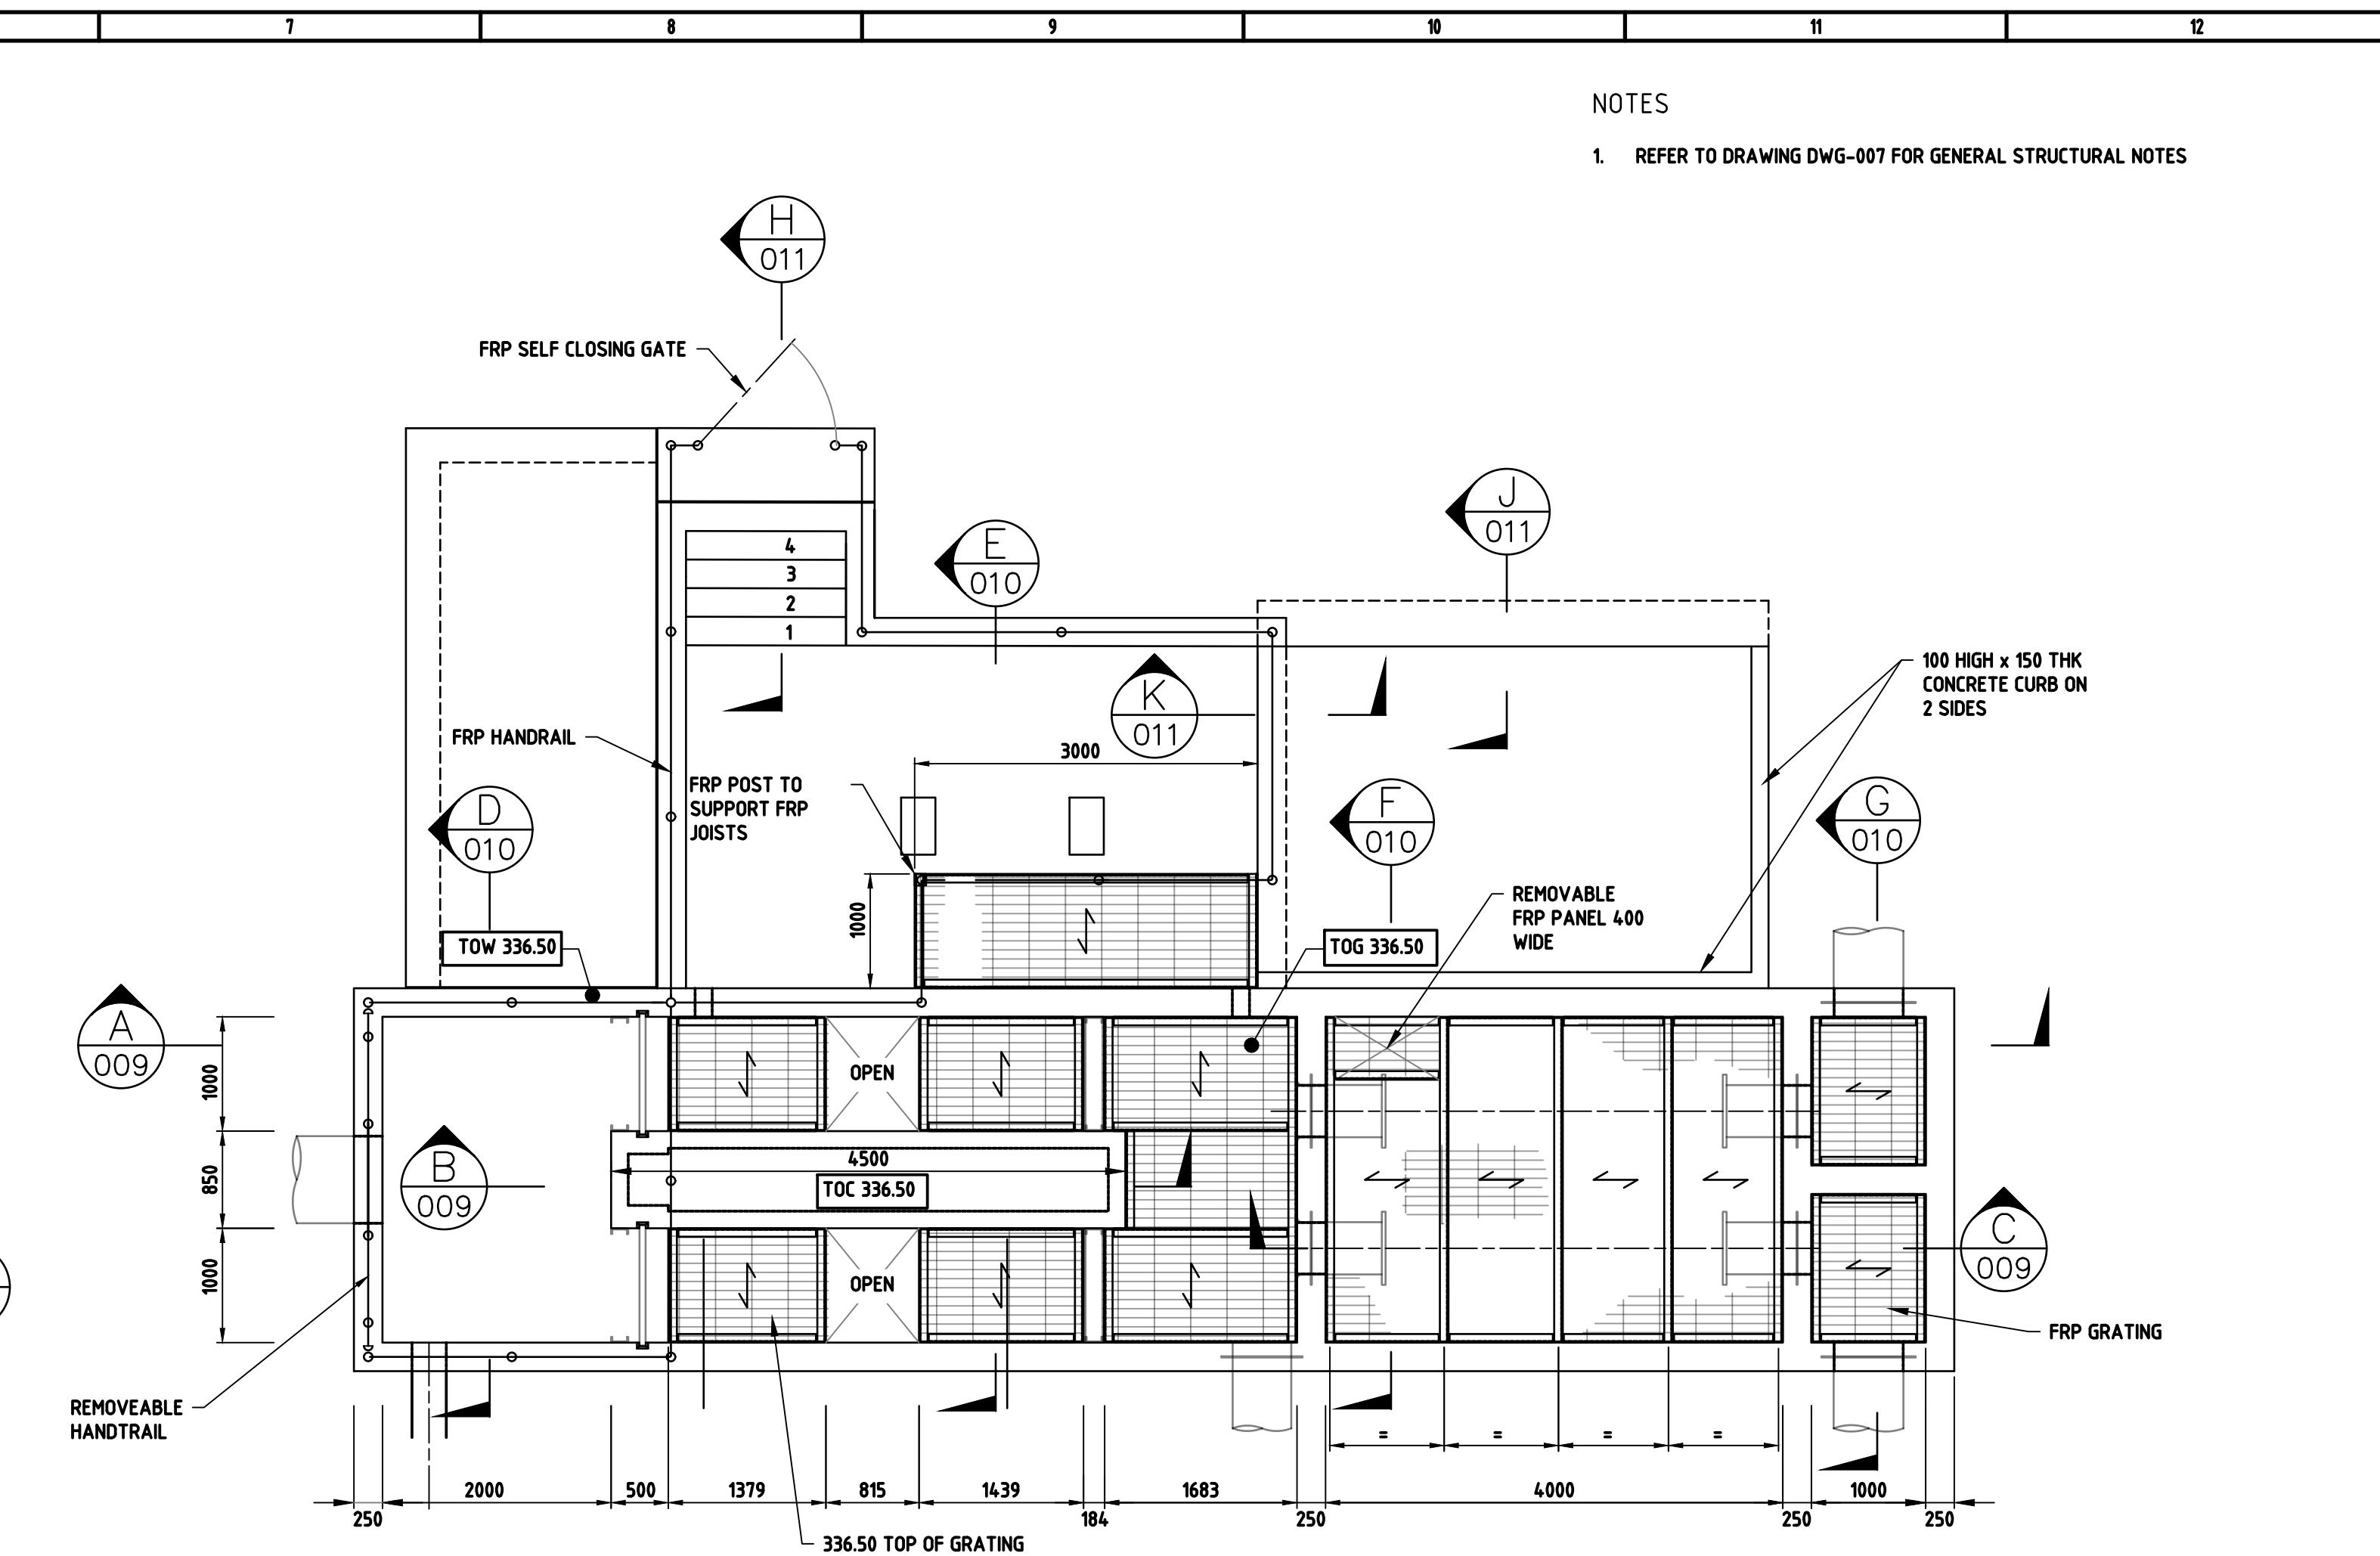 7 8 9 10 11 12
NOTES
1. REFER TO DRAWING DWG-007 FOR GENERAL STRUCTURAL NOTES
H
011
FRP SELF CLOSING GATE
J
011
E
010
4
3
2
1
100 HIGH x 150 THK
CONCRETE CURB ON
2 SIDES
K
011
FRP HANDRAIL
3000
FRP POST TO
SUPPORT FRP
JOISTS
D
010
F
010
G
010
REMOVABLE
FRP PANEL 400
WIDE
1000
TOW 336.50
TOG 336.50
A
009
1000
OPEN
850
B
009
4500
TOC 336.50
C
009
1000
OPEN
FRP GRATING
REMOVEABLE
HANDTRAIL
= = = =
2000 500 1379 815 1439 1683 4000 1000
250 184 250 250 250
336.50 TOP OF GRATING